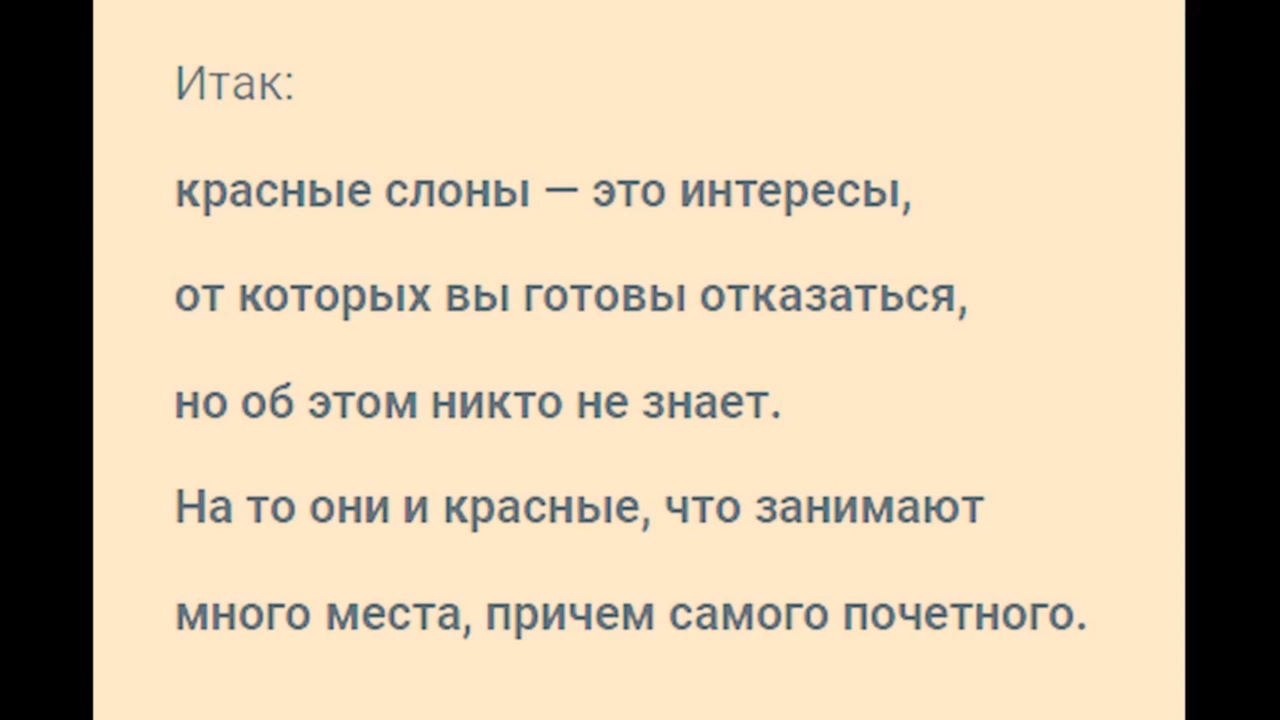 Итак:
красные слоны — это интересы,
от которых вы готовы отказаться,
но об этом никто не знает.
На то они и красные, что занимают
много места, причем самого почетного.